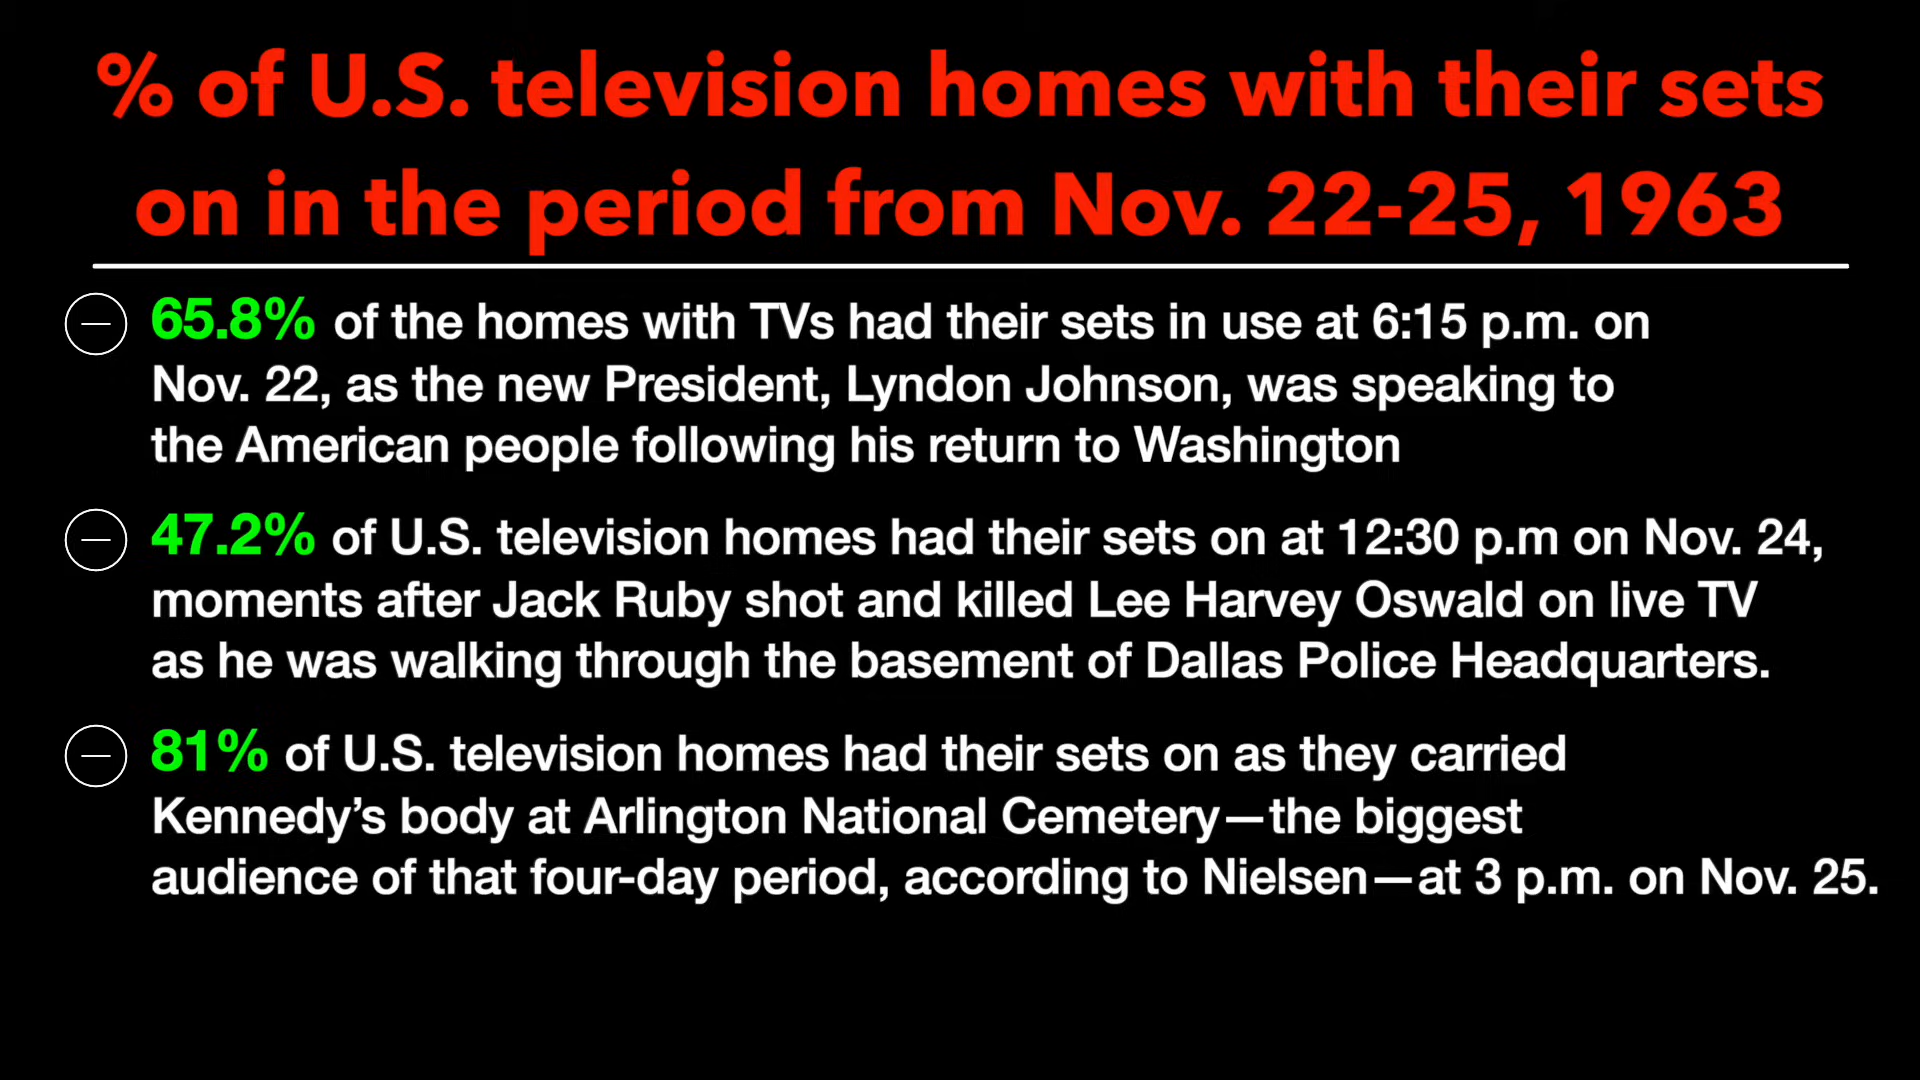 % of U.S. television homes with their sets
on in the period from Nov. 22-25, 1963
65.8% of the homes with TVs had their sets in use at 6:15 p.m. on
Nov. 22, as the new President, Lyndon Johnson, was speaking to
the American people following his return to Washington
47.2% of U.S. television homes had their sets on at 12:30 p.m on Nov. 24,
moments after Jack Ruby shot and killed Lee Harvey Oswald on live TV
as he was walking through the basement of Dallas Police Headquarters.
81% of U.S. television homes had their sets on as they carried
Kennedy’s body at Arlington National Cemetery—the biggest
audience of that four-day period, according to Nielsen—at 3 p.m. on Nov. 25.